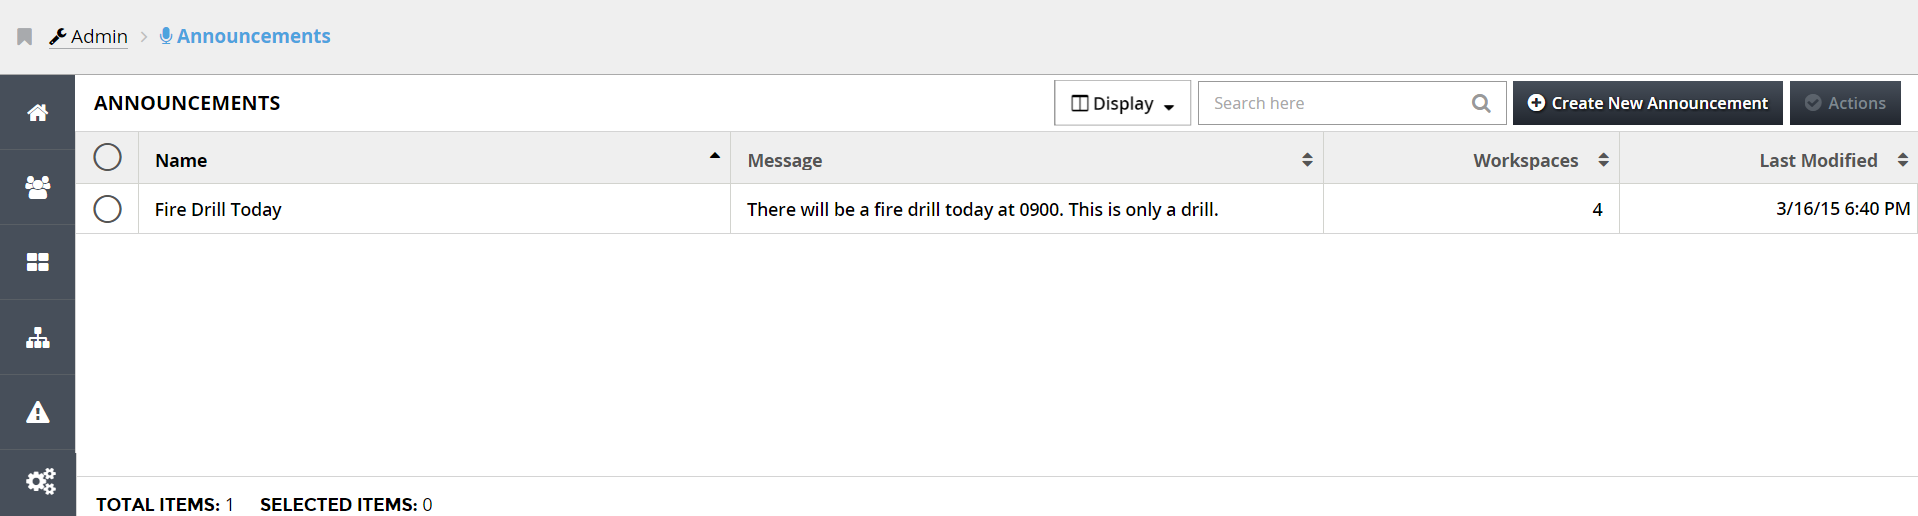 Admin > Announcements
ANNOUNCEMENTS Display Search here Create New Announcement Actions
Name Message Workspaces Last Modified
Fire Drill Today There will be a fire drill today at 0900. This is only a drill. 4 3/16/15 6:40 PM
TOTAL ITEMS: 1 SELECTED ITEMS: 0